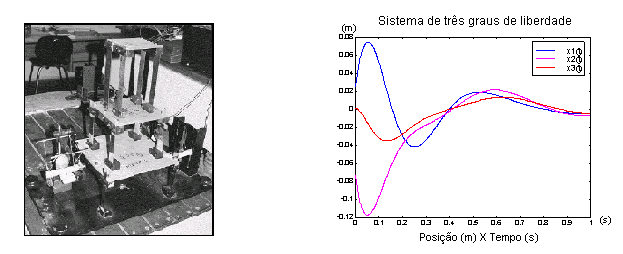 Sistema de três graus de liberdade
(m)
0.08
0.06
0.04
0.02
0
-0.02
-0.04
-0.06
-0.08
-0.1
-0.12
x1(t)
x2(t)
x3(t)
0 0.1 0.2 0.3 0.4 0.5 0.6 0.7 0.8 0.9 1
(s)
Posição (m) X Tempo (s)